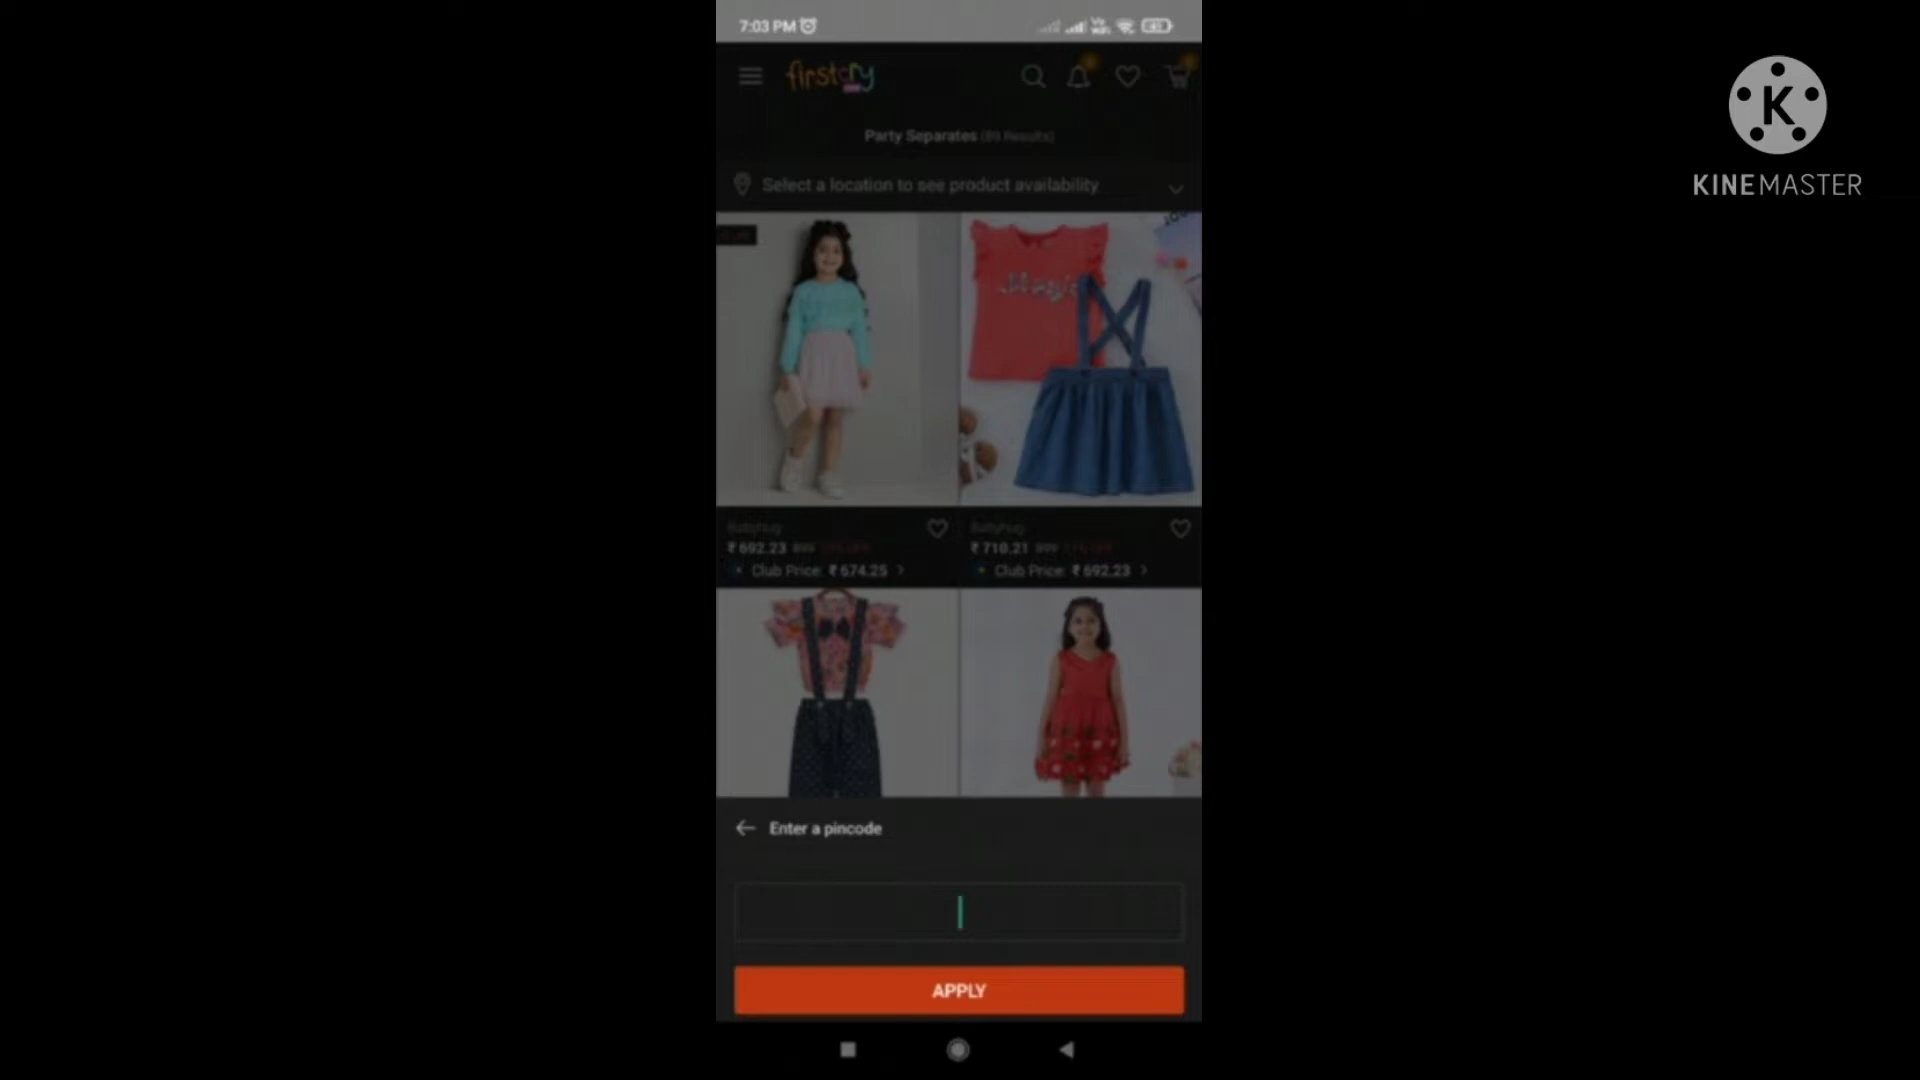 7:03 PM
firstcry
KINEMASTER
Party Separates (89 Results)
Select a location to see product availability
Babyhug
Babyhug
₹692.23
₹710.21
Club Price: ₹674.25
Club Price: ₹692.23
Enter a pincode
APPLY